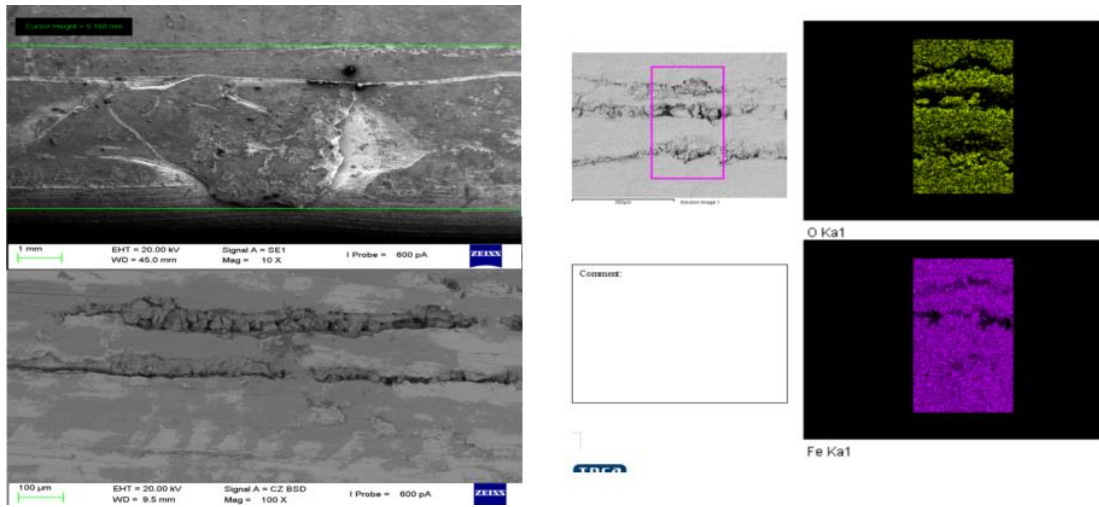 Cursor Height = 6.198 mm
1 mm
EHT = 20.00 kV
WD = 45.0 mm
Signal A = SE1
Mag = 10 X
I Probe = 600 pA
ZEISS
100 µm
EHT = 20.00 kV
WD = 9.5 mm
Signal A = CZ BSD
Mag = 100 X
I Probe = 600 pA
ZEISS
Electron Image 1
Comment:
O Ka1
Fe Ka1